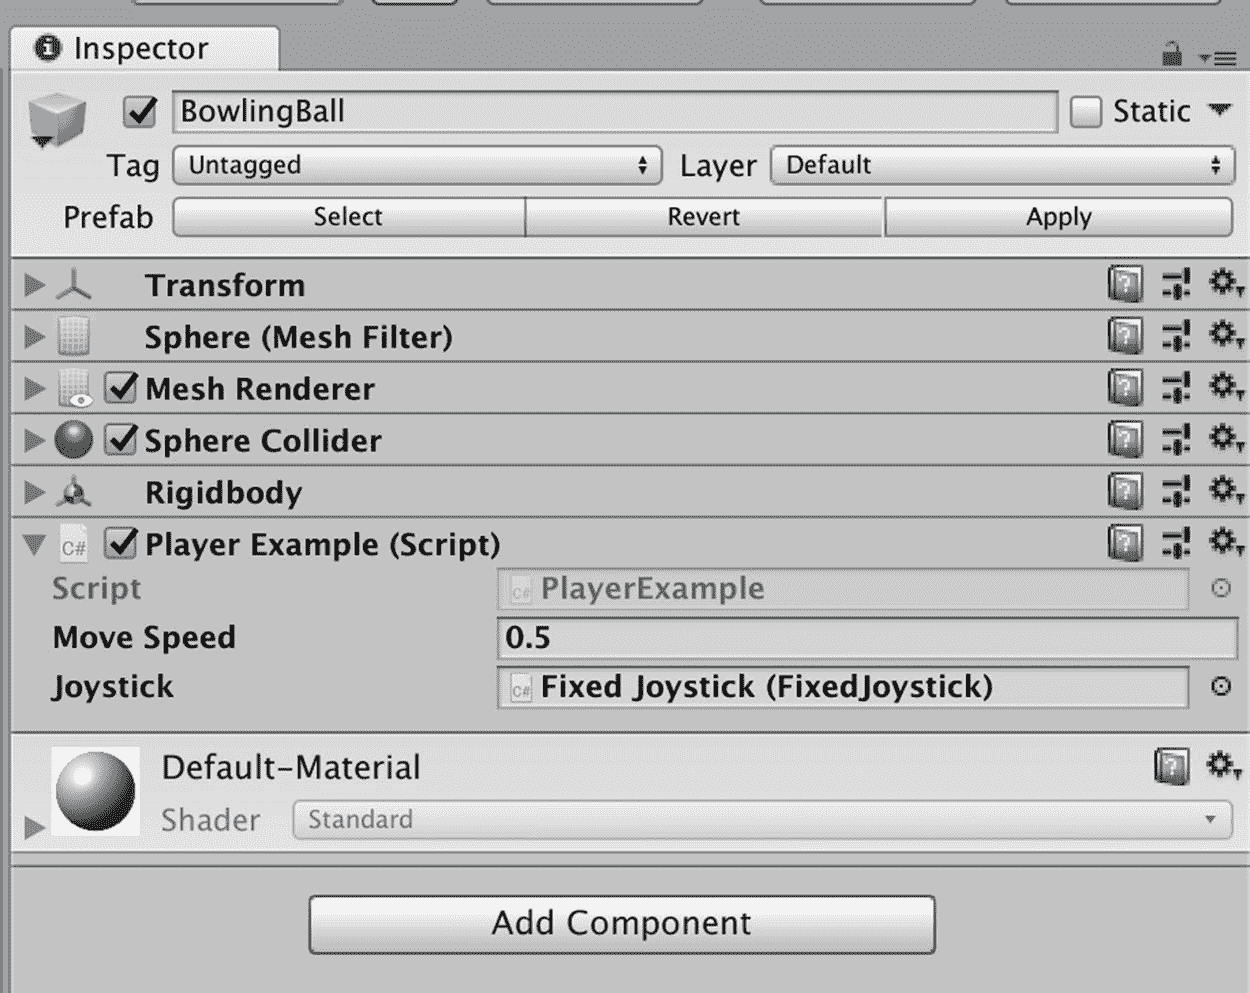 Inspector
BowlingBall Static
Tag Untagged Layer Default
Prefab Select Revert Apply
Transform
Sphere (Mesh Filter)
Mesh Renderer
Sphere Collider
Rigidbody
C# Player Example (Script)
Script C# PlayerExample
Move Speed 0.5
Joystick C# Fixed Joystick (FixedJoystick)
Default-Material
Shader Standard
Add Component